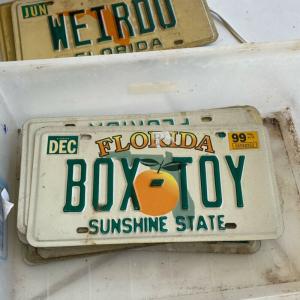 JUN
WEIRDO
FLORIDA
FLORIDA
DEC
99
BOX TOY
SUNSHINE STATE